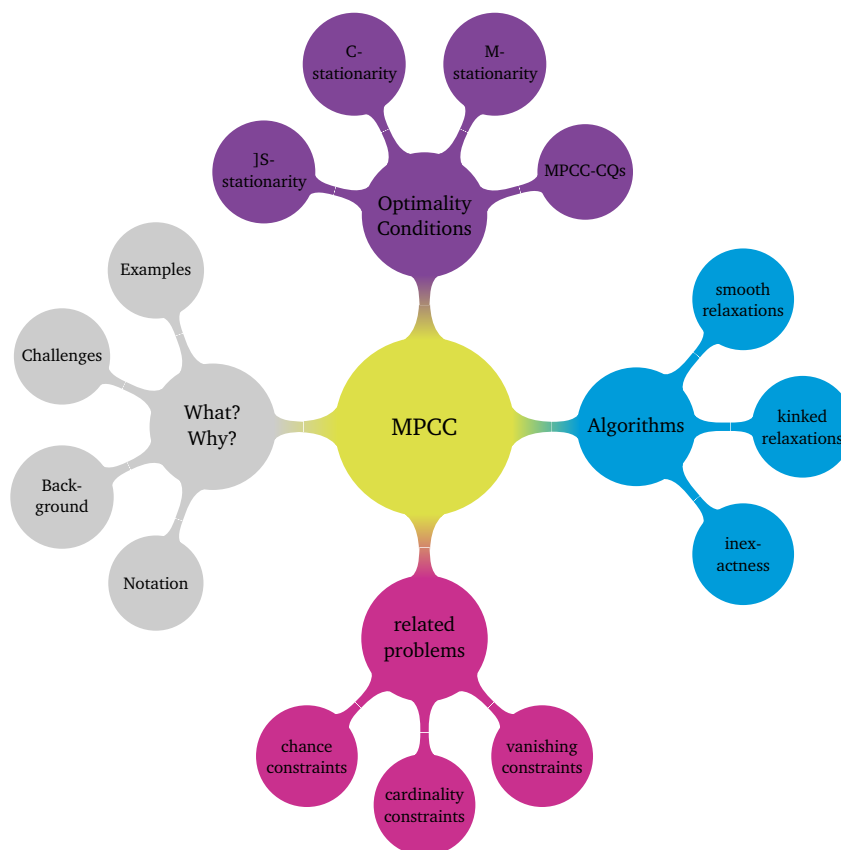 C-
stationarity
M-
stationarity
]S-
stationarity
MPCC-CQs
Optimality
Conditions
Examples
Challenges
What?
Why?
Back-
ground
Notation
MPCC
Algorithms
smooth
relaxations
kinked
relaxations
inex-
actness
related
problems
chance
constraints
cardinality
constraints
vanishing
constraints